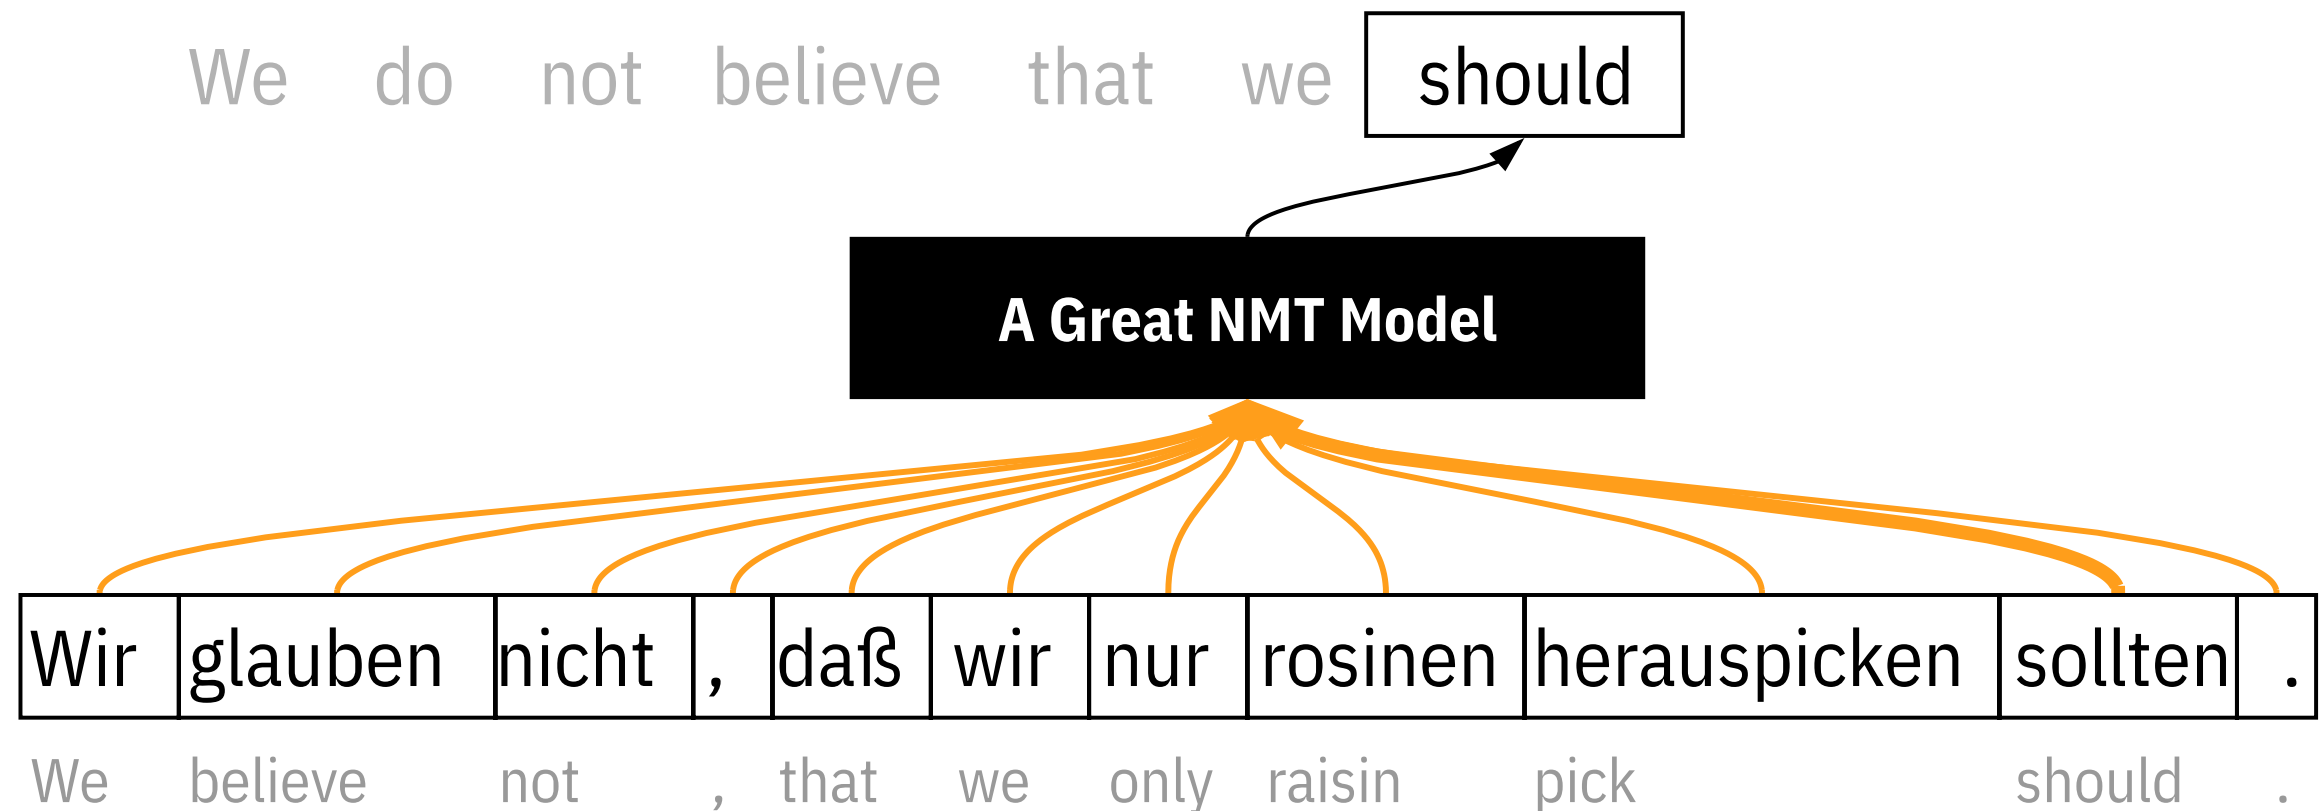 We do not believe that we should
A Great NMT Model
Wir glauben nicht , daß wir nur rosinen herauspicken sollten .
We believe not , that we only raisin pick should .